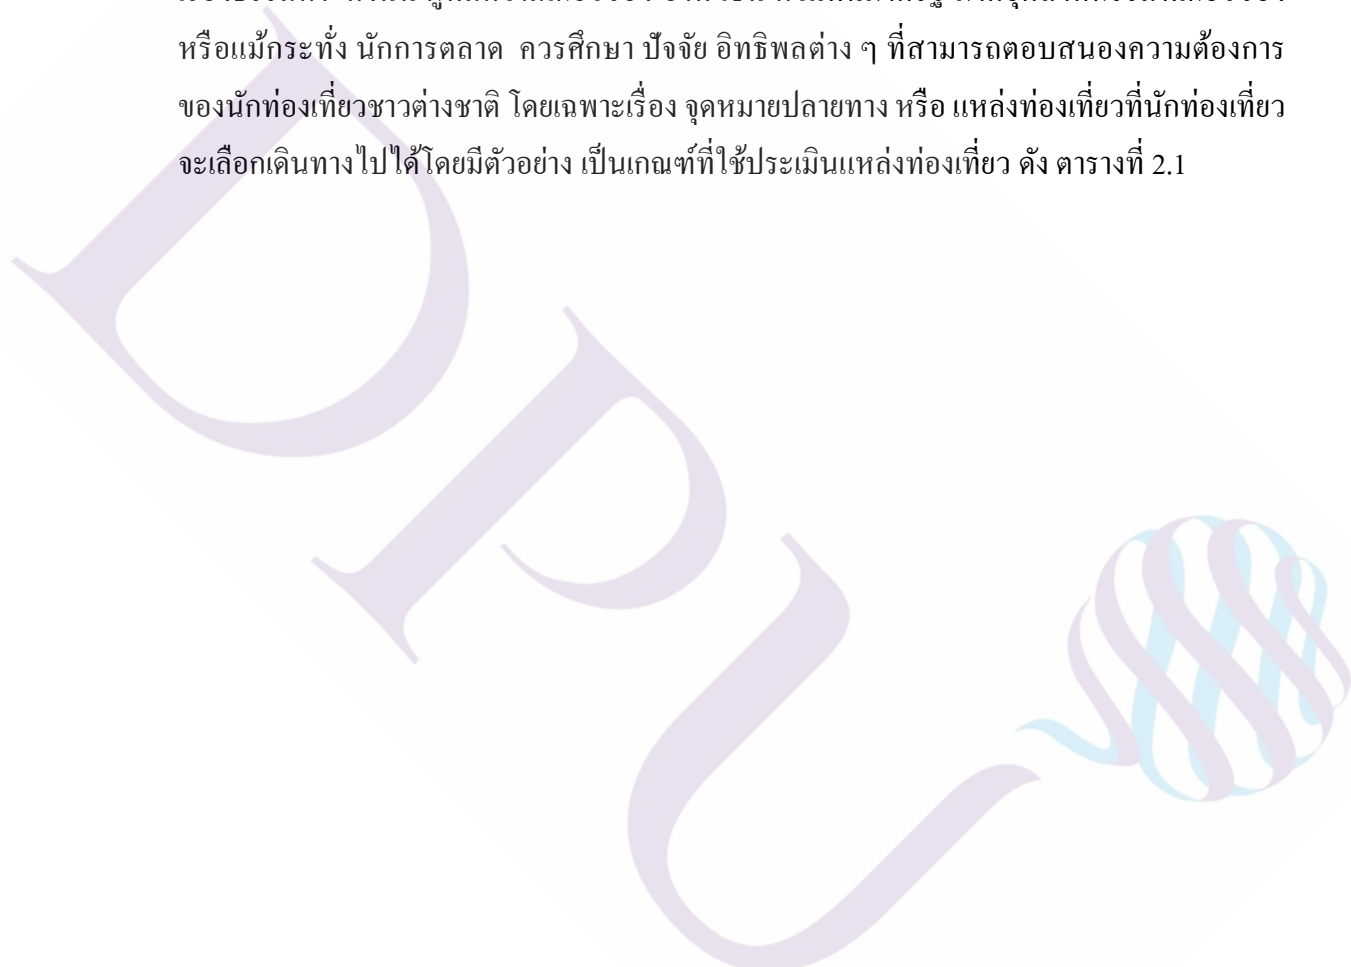 หรือแม้กระทั่ง นักการตลาด ควรศึกษา ปัจจัย อิทธิพลต่าง ๆ ที่สามารถตอบสนองความต้องการ
ของนักท่องเที่ยวชาวต่างชาติ โดยเฉพาะเรื่อง จุดหมายปลายทาง หรือ แหล่งท่องเที่ยวที่นักท่องเที่ยว
จะเลือกเดินทางไปได้โดยมีตัวอย่าง เป็นเกณฑ์ที่ใช้ประเมินแหล่งท่องเที่ยว ดัง ตารางที่ 2.1
DPU